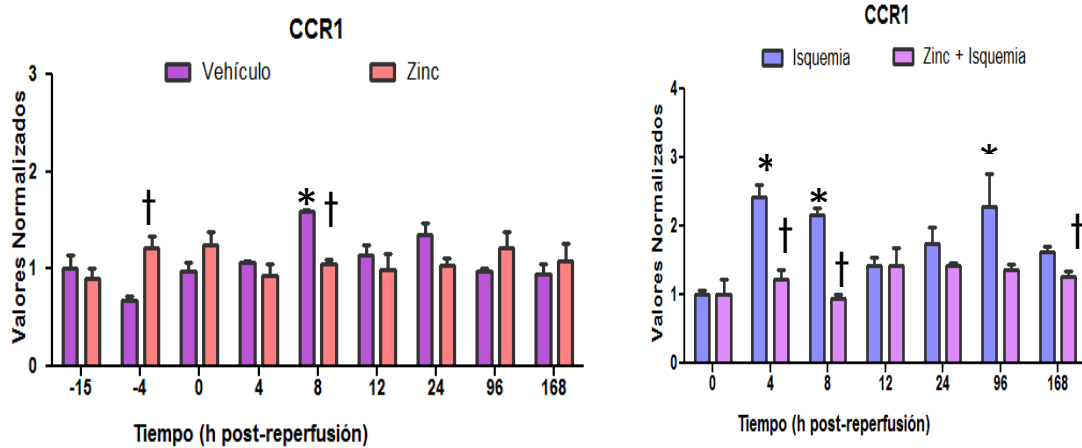 CCR1
Vehículo Zinc
Valores Normalizados
3
2
1
0
† * †
-15 -4 0 4 8 12 24 96 168
Tiempo (h post-reperfusión)
CCR1
Isquemia Zinc + Isquemia
Valores Normalizados
4
3
2
1
0
* † * † * †
0 4 8 12 24 96 168
Tiempo (h post-reperfusión)